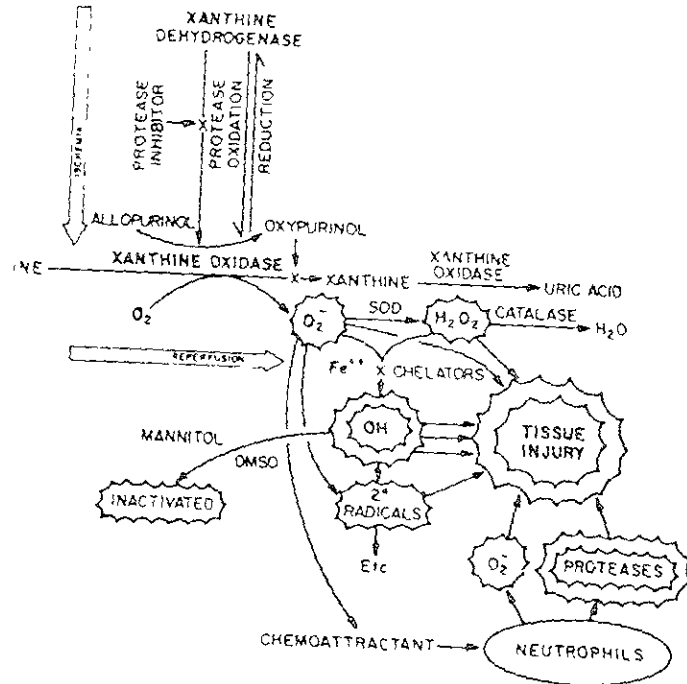 XANTHINE
DEHYDROGENASE
PROTEASE
INHIBITOR
X
PROTEASE
OXIDATION
REDUCTION
ISCHEMIA
ALLOPURINOL
OXYPURINOL
INE
XANTHINE OXIDASE
X
XANTHINE
XANTHINE
OXIDASE
URIC ACID
O₂
O₂⁻
SOD
H₂O₂
CATALASE
H₂O
REPERFUSION
Fe⁺⁺
X CHELATORS
MANNITOL
OH
TISSUE
INJURY
DMSO
INACTIVATED
2°
RADICALS
Etc
O₂⁻
PROTEASES
CHEMOATTRACTANT
NEUTROPHILS